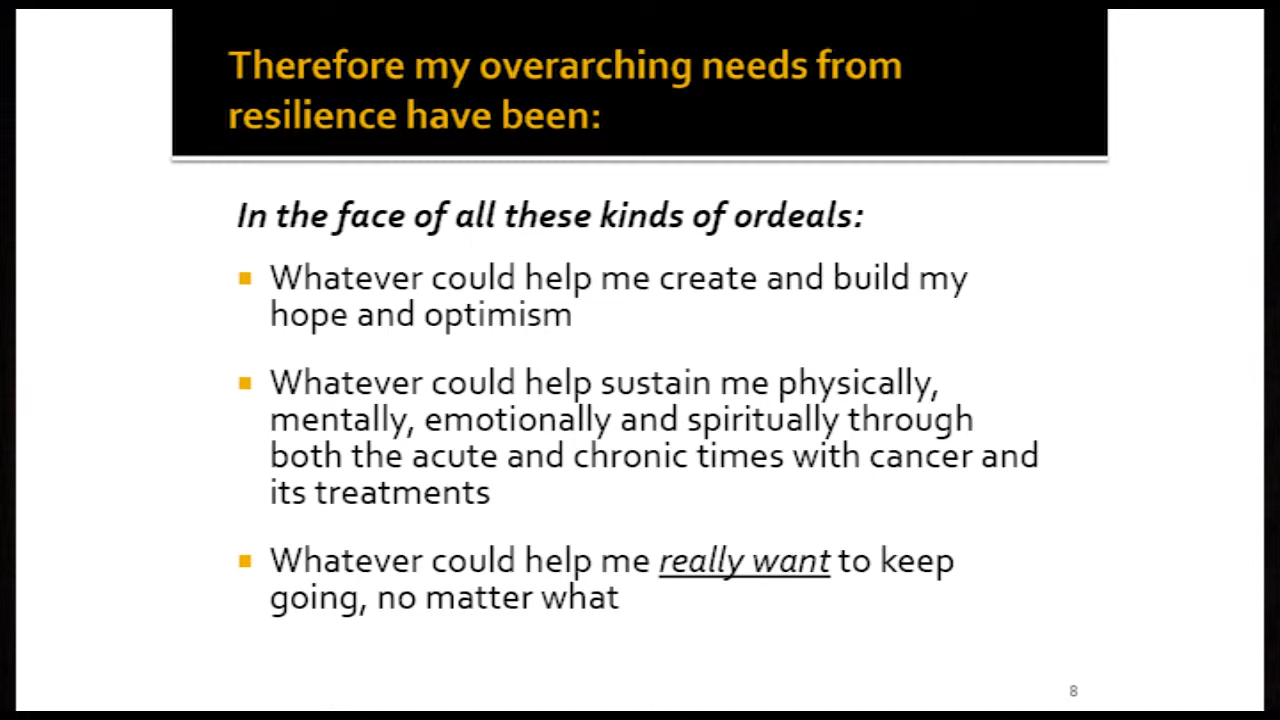 Therefore my overarching needs from
resilience have been:
In the face of all these kinds of ordeals:
Whatever could help me create and build my
hope and optimism
Whatever could help sustain me physically,
mentally, emotionally and spiritually through
both the acute and chronic times with cancer and
its treatments
Whatever could help me really want to keep
going, no matter what
8